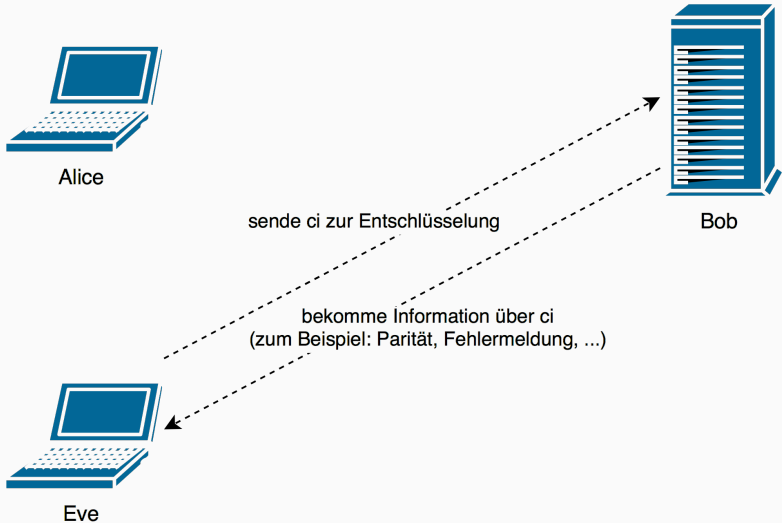 Alice
Bob
sende ci zur Entschlüsselung
bekomme Information über ci
(zum Beispiel: Parität, Fehlermeldung, ...)
Eve